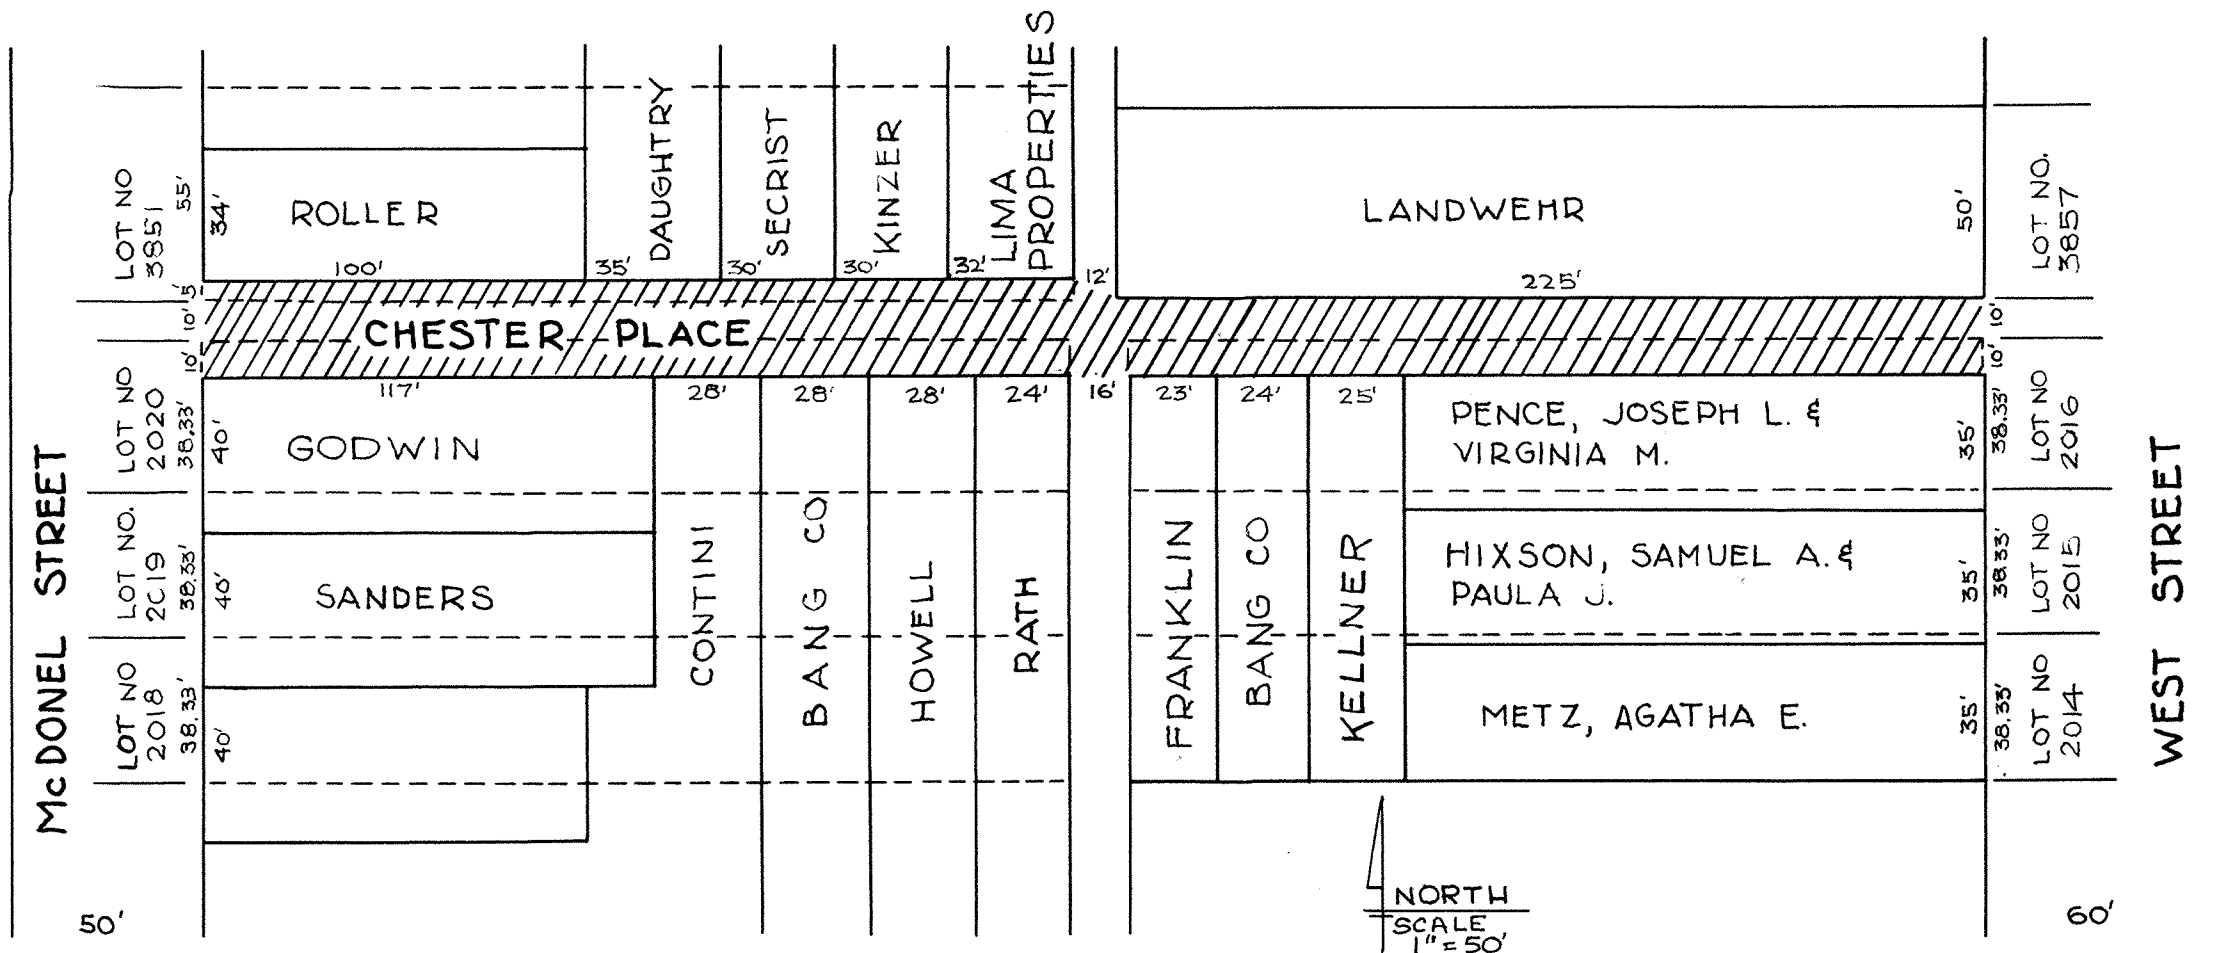 LIMA
PROPERTIES
DAUGHTRY
SECRIST
KINZER
LOT NO
3851
55'
34'
ROLLER
LANDWEHR
50'
LOT NO.
3857
100'
35'
30'
30'
32'
12'
225'
5'
10'
10'
CHESTER PLACE
10'
10'
117'
28'
28'
28'
24'
16'
23'
24'
25'
LOT NO
2020
38.33'
40'
GODWIN
PENCE, JOSEPH L. &
VIRGINIA M.
35'
38.33'
LOT NO
2016
McDONEL STREET
LOT NO.
2C19
38.33'
40'
SANDERS
CONTINI
BANG CO
HOWELL
RATH
FRANKLIN
BANG CO
KELLNER
HIXSON, SAMUEL A. &
PAULA J.
35'
38.33'
LOT NO
2015
WEST STREET
LOT NO
2018
38.33'
40'
METZ, AGATHA E.
35'
38.33'
LOT NO
2014
50'
NORTH
SCALE
1" = 50'
60'